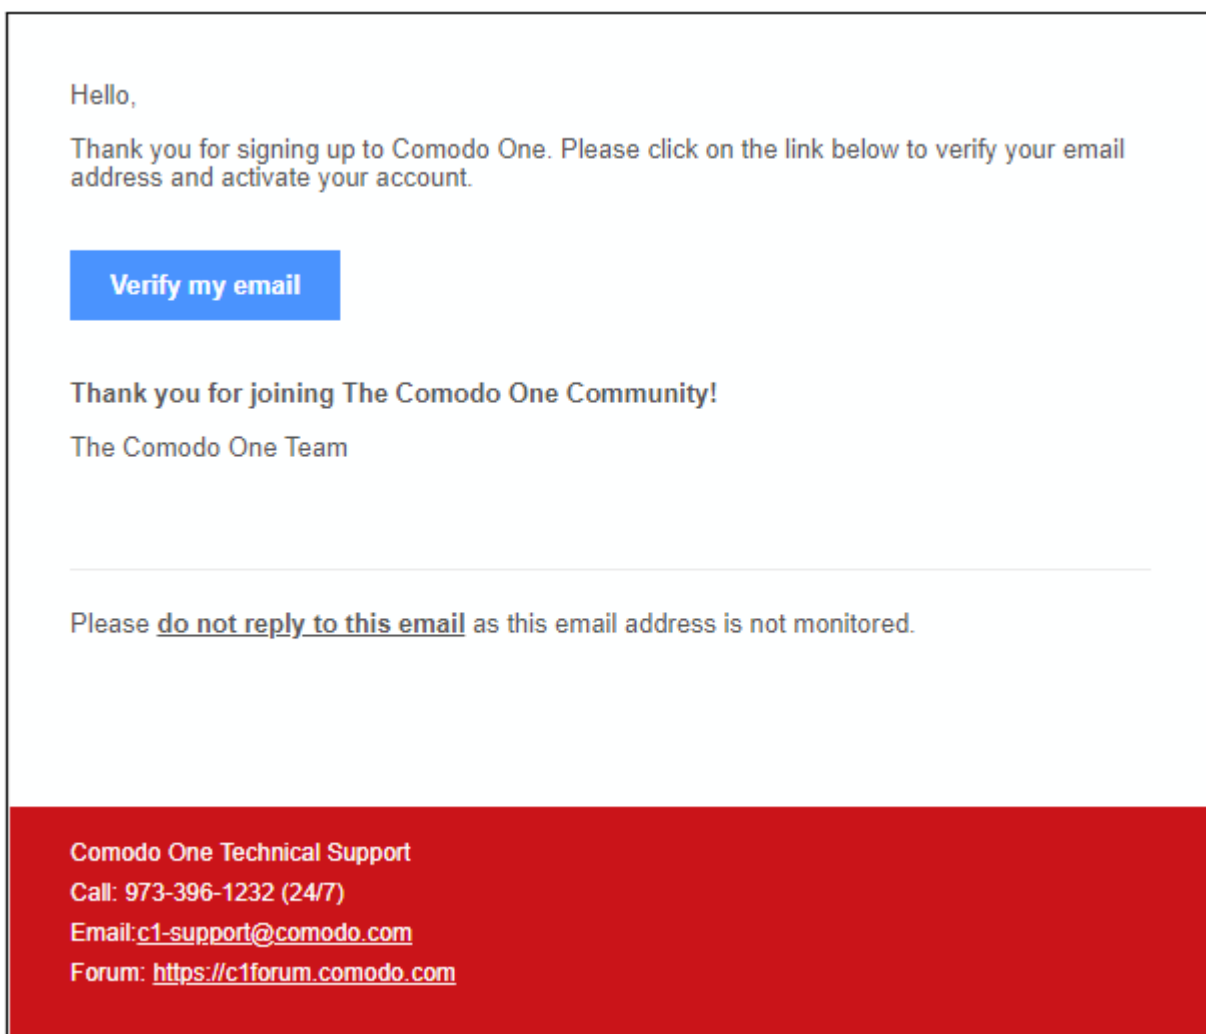 Hello,
Thank you for signing up to Comodo One. Please click on the link below to verify your email
address and activate your account.
Verify my email
Thank you for joining The Comodo One Community!
The Comodo One Team
Please do not reply to this email as this email address is not monitored.
Comodo One Technical Support
Call: 973-396-1232 (24/7)
Email:c1-support@comodo.com
Forum: https://c1forum.comodo.com